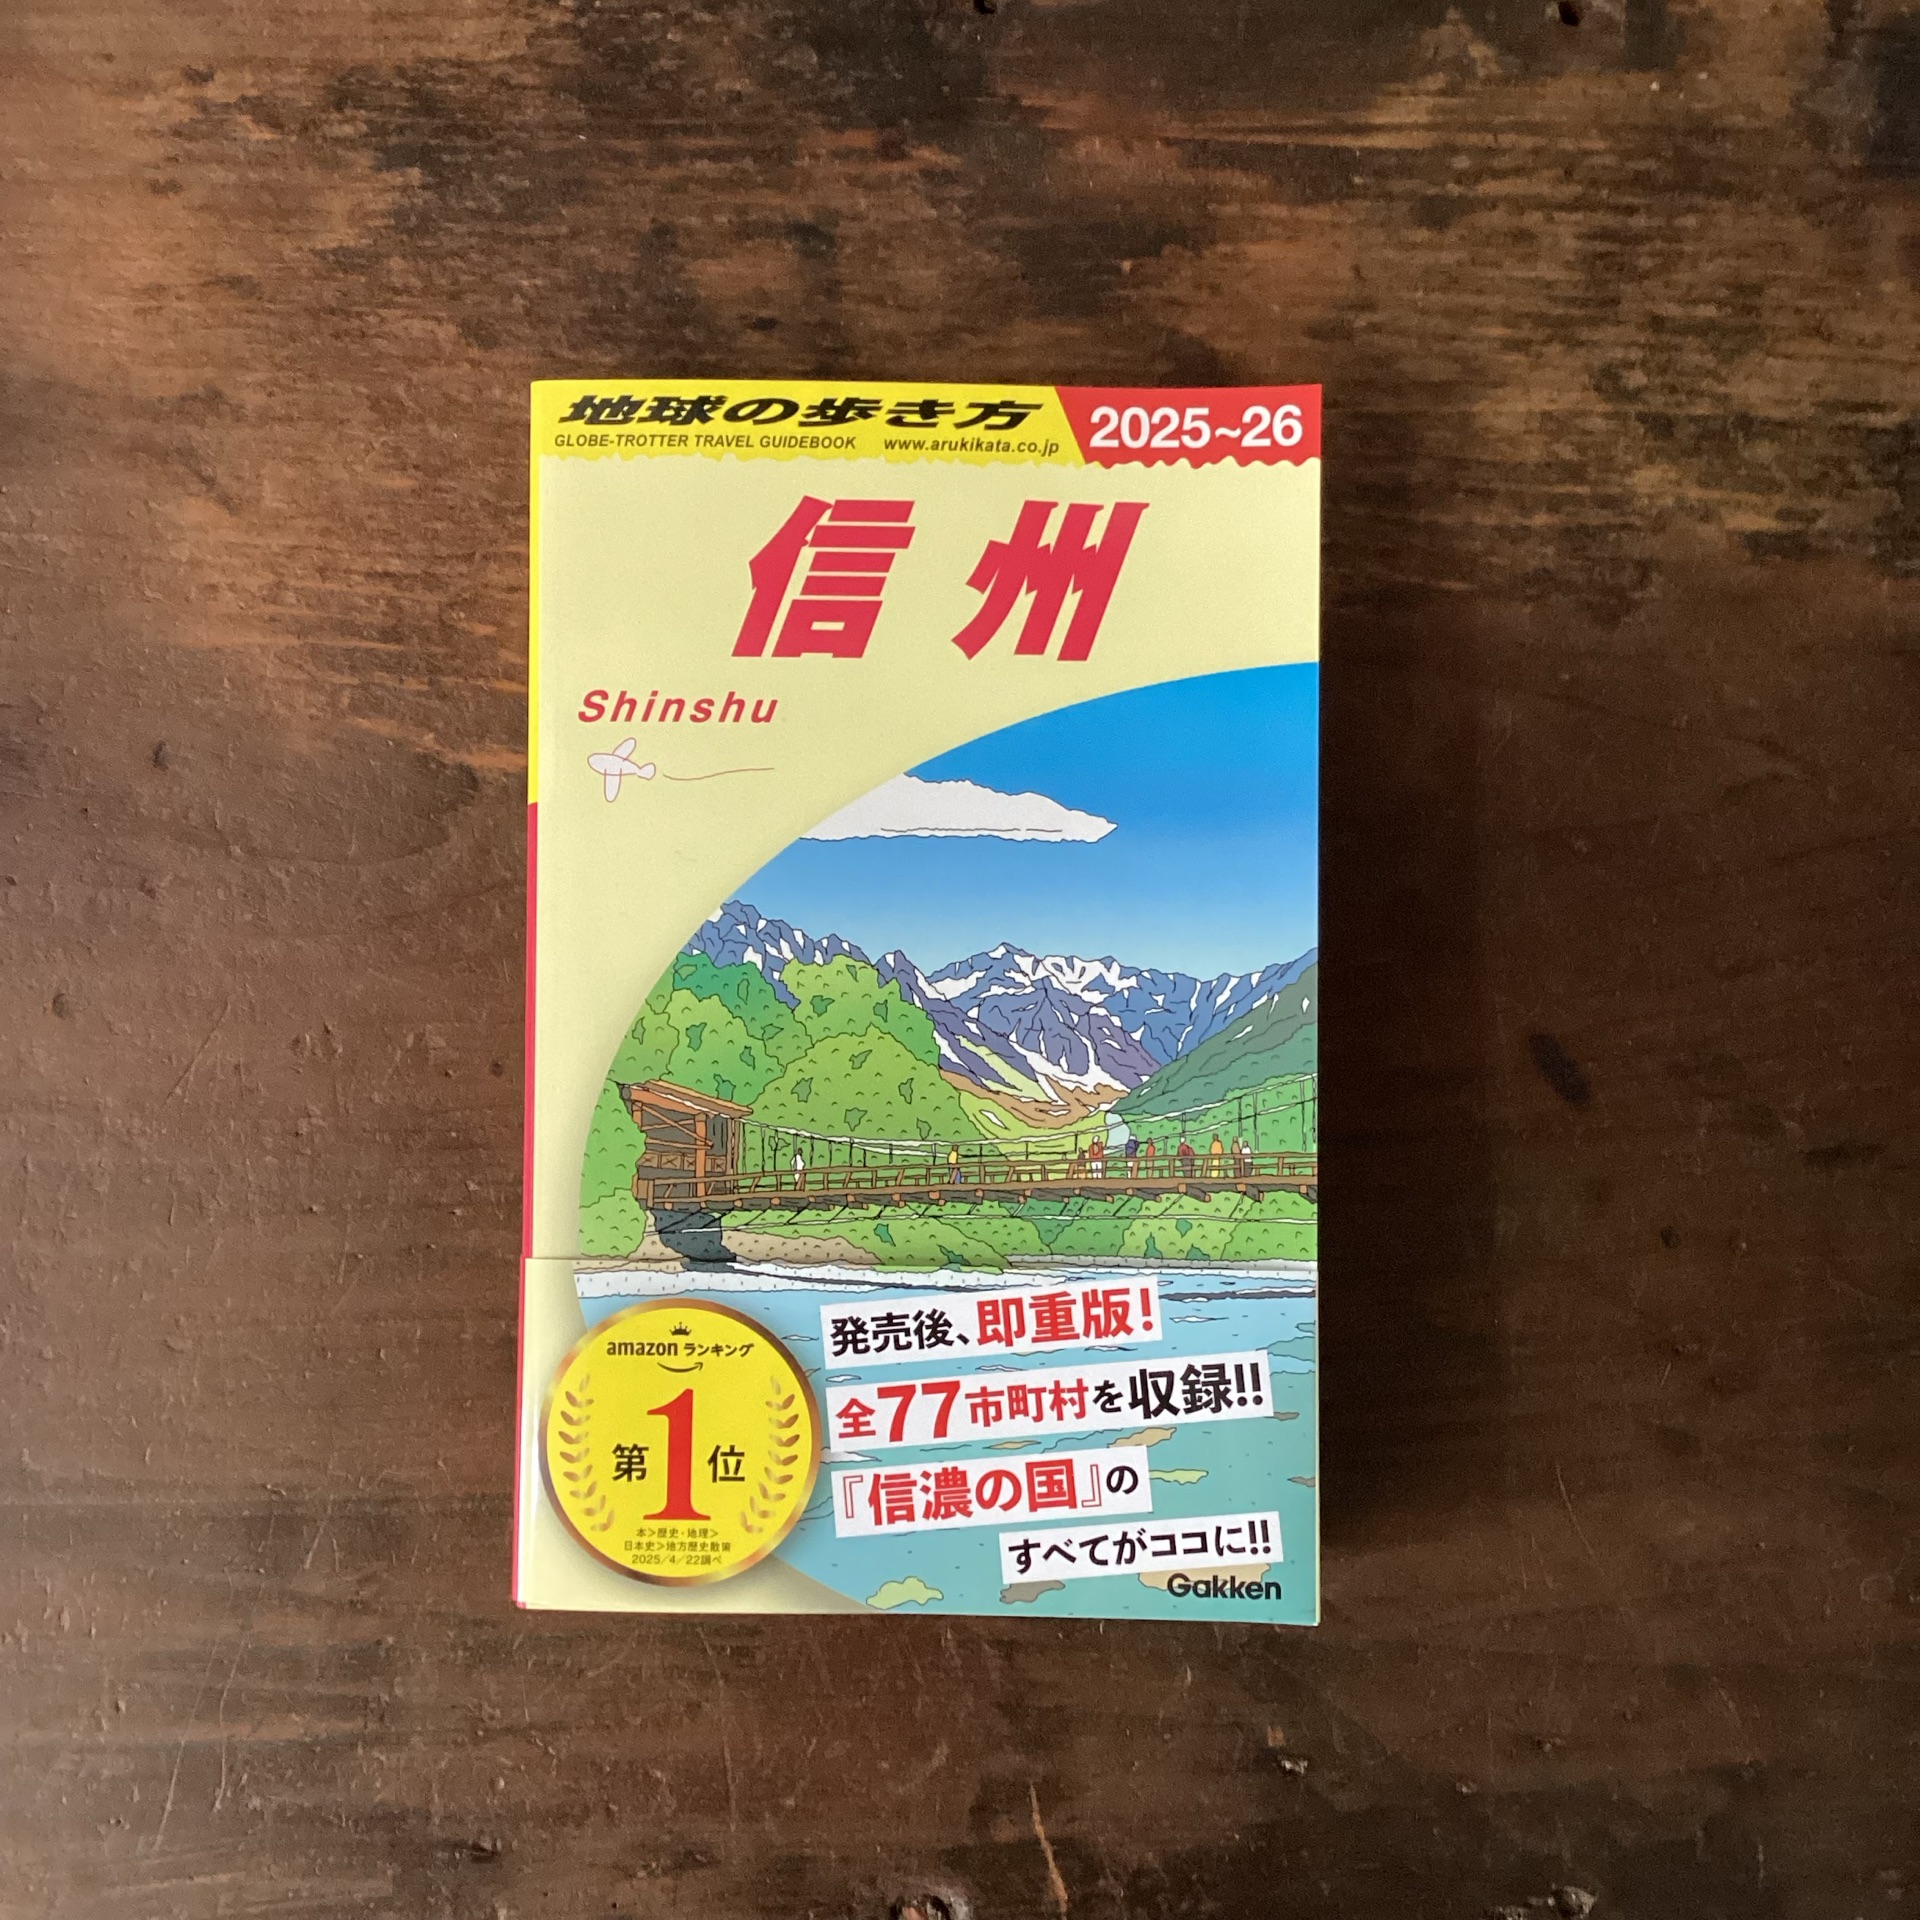 地球の歩き方
GLOBE-TROTTER TRAVEL GUIDEBOOK www.arukikata.co.jp
2025~26
信州
Shinshu
発売後、即重版！
全77市町村を収録!!
『信濃の国』の
すべてがココに!!
amazon ランキング
第1位
本＞歴史・地理＞
日本史＞地方歴史散策
2025/4/22調べ
Gakken